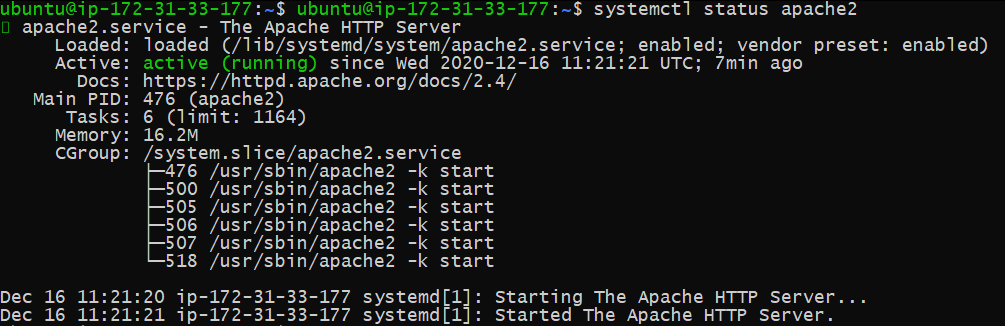 ubuntu@ip-172-31-33-177:~$ ubuntu@ip-172-31-33-177:~$ systemctl status apache2
▯ apache2.service - The Apache HTTP Server
     Loaded: loaded (/lib/systemd/system/apache2.service; enabled; vendor preset: enabled)
     Active: active (running) since Wed 2020-12-16 11:21:21 UTC; 7min ago
       Docs: https://httpd.apache.org/docs/2.4/
   Main PID: 476 (apache2)
      Tasks: 6 (limit: 1164)
     Memory: 16.2M
     CGroup: /system.slice/apache2.service
             ├─476 /usr/sbin/apache2 -k start
             ├─500 /usr/sbin/apache2 -k start
             ├─505 /usr/sbin/apache2 -k start
             ├─506 /usr/sbin/apache2 -k start
             ├─507 /usr/sbin/apache2 -k start
             └─518 /usr/sbin/apache2 -k start
Dec 16 11:21:20 ip-172-31-33-177 systemd[1]: Starting The Apache HTTP Server...
Dec 16 11:21:21 ip-172-31-33-177 systemd[1]: Started The Apache HTTP Server.